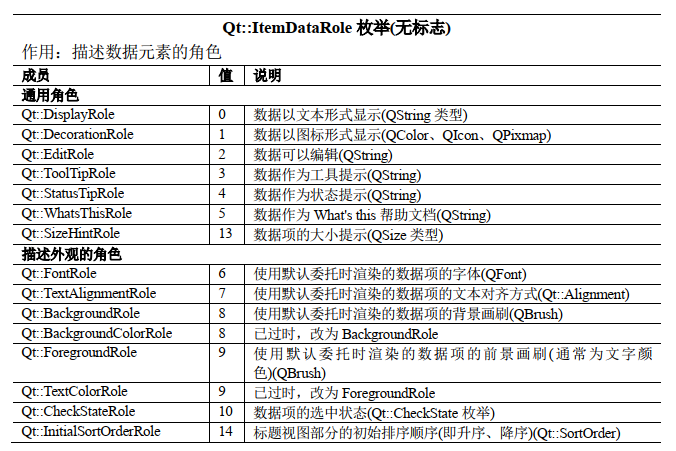 Qt::ItemDataRole 枚举(无标志)
作用：描述数据元素的角色
成员 值 说明
通用角色
Qt::DisplayRole 0 数据以文本形式显示(QString 类型)
Qt::DecorationRole 1 数据以图标形式显示(QColor、QIcon、QPixmap)
Qt::EditRole 2 数据可以编辑(QString)
Qt::ToolTipRole 3 数据作为工具提示(QString)
Qt::StatusTipRole 4 数据作为状态提示(QString)
Qt::WhatsThisRole 5 数据作为 What's this 帮助文档(QString)
Qt::SizeHintRole 13 数据项的大小提示(QSize 类型)
描述外观的角色
Qt::FontRole 6 使用默认委托时渲染的数据项的字体(QFont)
Qt::TextAlignmentRole 7 使用默认委托时渲染的数据项的文本对齐方式(Qt::Alignment)
Qt::BackgroundRole 8 使用默认委托时渲染的数据项的背景画刷(QBrush)
Qt::BackgroundColorRole 8 已过时，改为 BackgroundRole
Qt::ForegroundRole 9 使用默认委托时渲染的数据项的前景画刷(通常为文字颜
色)(QBrush)
Qt::TextColorRole 9 已过时，改为 ForegroundRole
Qt::CheckStateRole 10 数据项的选中状态(Qt::CheckState 枚举)
Qt::InitialSortOrderRole 14 标题视图部分的初始排序顺序(即升序、降序)(Qt::SortOrder)